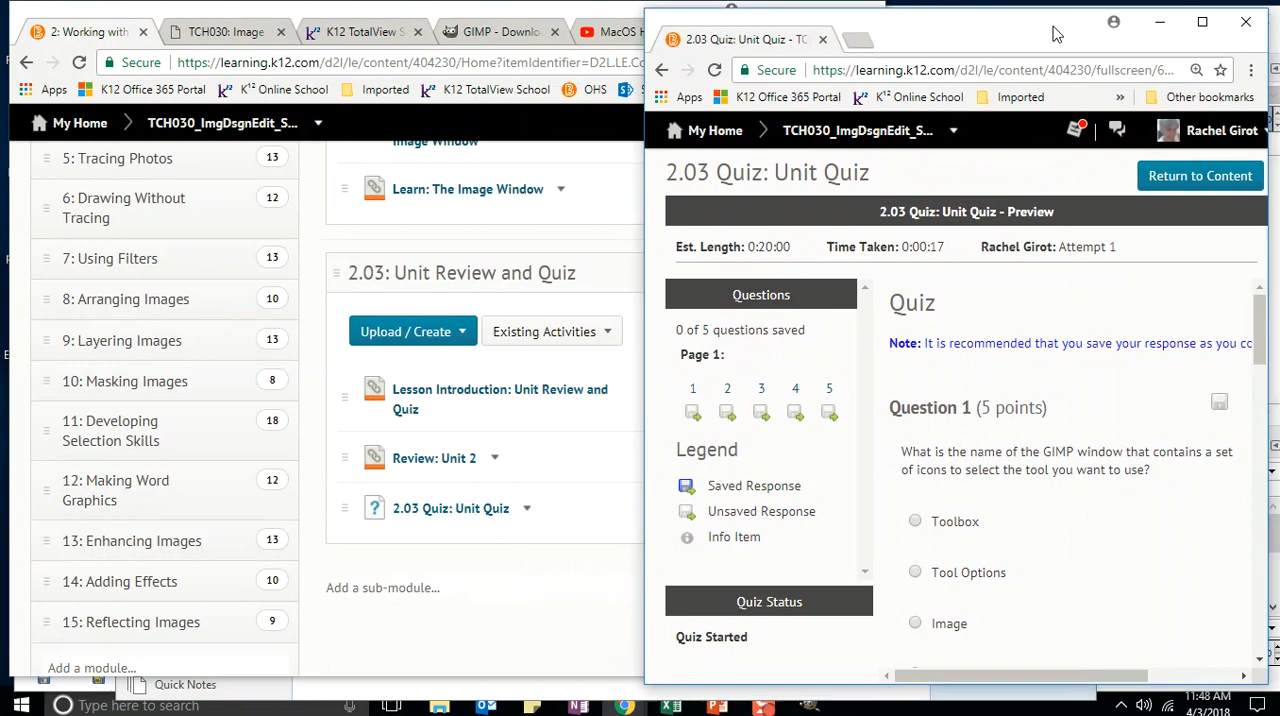 2: Working with
TCH030: Image
K12 TotalView S
GIMP - Downlo
MacOS H
Secure
https://learning.k12.com/d2l/le/content/404230/Home?itemIdentifier=D2L.LE.Co
Apps
K12 Office 365 Portal
K¹² Online School
Imported
K12 TotalView School
OHS
My Home
TCH030_ImgDsgnEdit_S...
5: Tracing Photos
13
6: Drawing Without
Tracing
12
7: Using Filters
13
8: Arranging Images
10
9: Layering Images
13
10: Masking Images
8
11: Developing
Selection Skills
18
12: Making Word
Graphics
12
13: Enhancing Images
13
14: Adding Effects
10
15: Reflecting Images
9
Add a module...
Image Window
Learn: The Image Window
2.03: Unit Review and Quiz
Upload / Create
Existing Activities
Lesson Introduction: Unit Review and
Quiz
Review: Unit 2
2.03 Quiz: Unit Quiz
Add a sub-module...
2.03 Quiz: Unit Quiz - TC
Secure
https://learning.k12.com/d2l/le/content/404230/fullscreen/6...
Apps
K12 Office 365 Portal
K¹² Online School
Imported
»
Other bookmarks
My Home
TCH030_ImgDsgnEdit_S...
Rachel Girot
2.03 Quiz: Unit Quiz
Return to Content
2.03 Quiz: Unit Quiz - Preview
Est. Length: 0:20:00
Time Taken: 0:00:17
Rachel Girot: Attempt 1
Questions
0 of 5 questions saved
Page 1:
1 2 3 4 5
Legend
Saved Response
Unsaved Response
Info Item
Quiz Status
Quiz Started
Quiz
Note: It is recommended that you save your response as you co
Question 1 (5 points)
What is the name of the GIMP window that contains a set
of icons to select the tool you want to use?
Toolbox
Tool Options
Image
Quick Notes
Type here to search
11:48 AM
4/3/2018